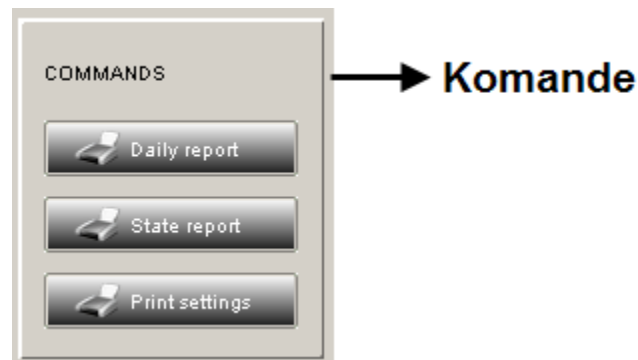 COMMANDS
Komande
Daily report
State report
Print settings